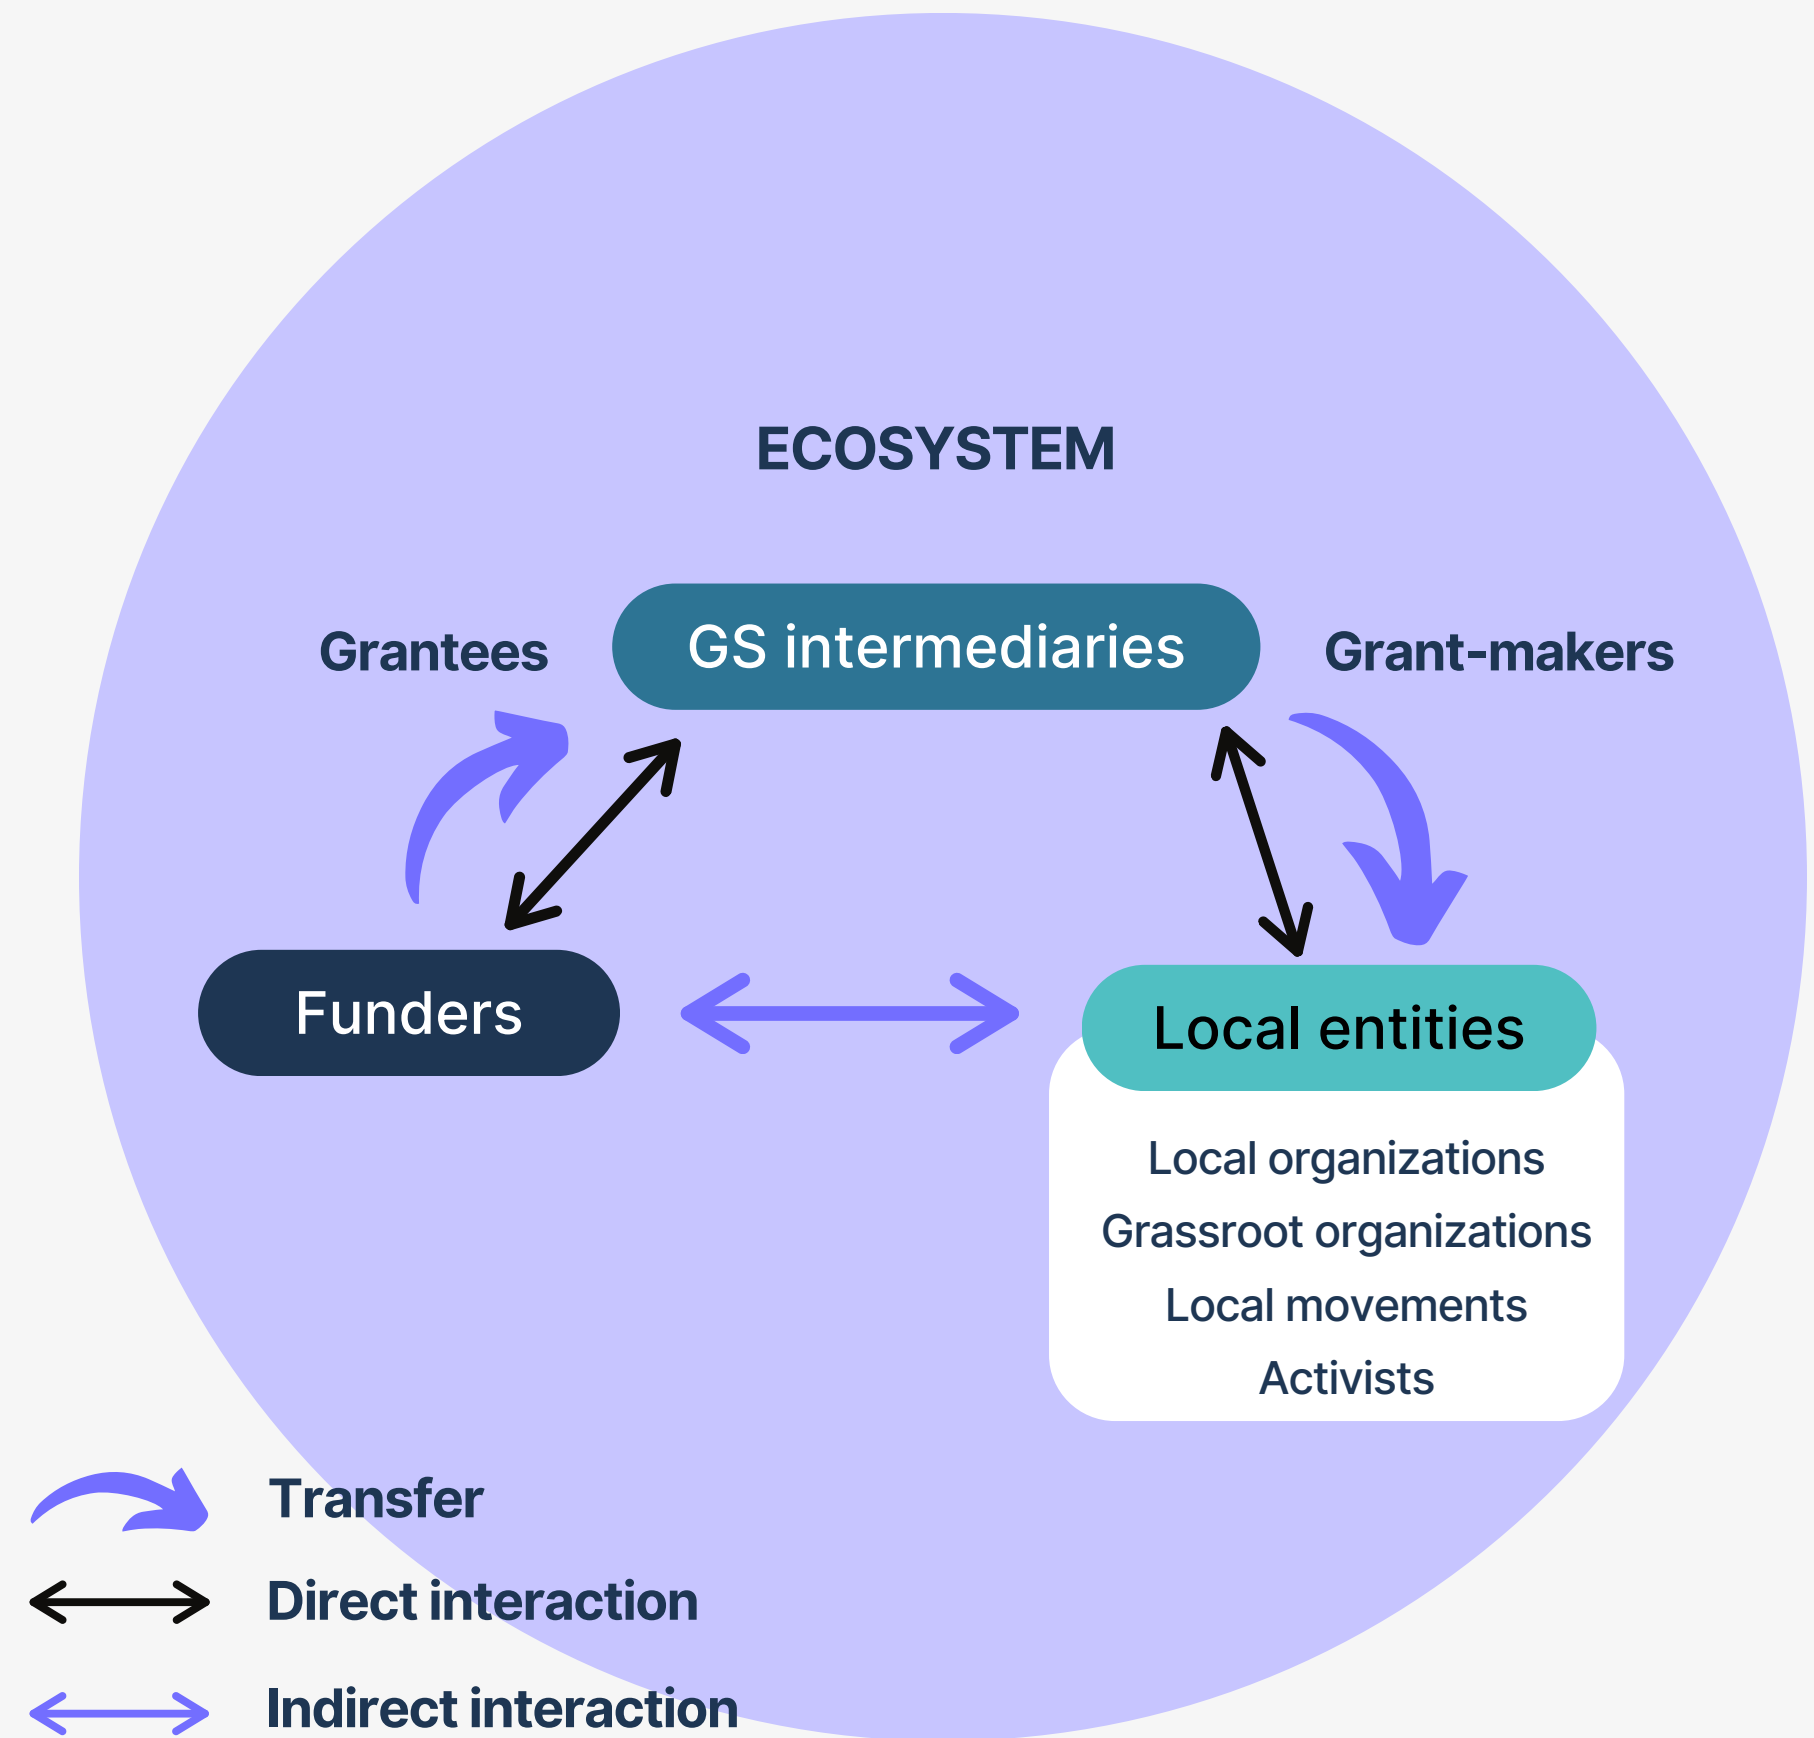 ECOSYSTEM
Grantees
GS intermediaries
Grant-makers
Funders
Local entities
Local organizations
Grassroot organizations
Local movements
Activists
Transfer
Direct interaction
Indirect interaction